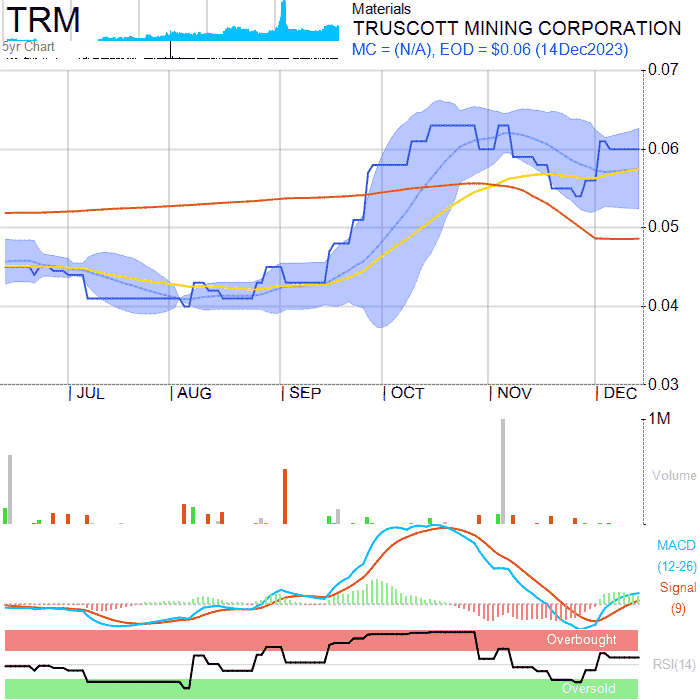 TRM
Materials
TRUSCOTT MINING CORPORATION
MC = (N/A), EOD = $0.06 (14Dec2023)
5yr Chart
0.07
0.06
0.05
0.04
0.03
JUL AUG SEP OCT NOV DEC
1M
Volume
MACD
(12-26)
Signal
(9)
Overbought
RSI(14)
Oversold